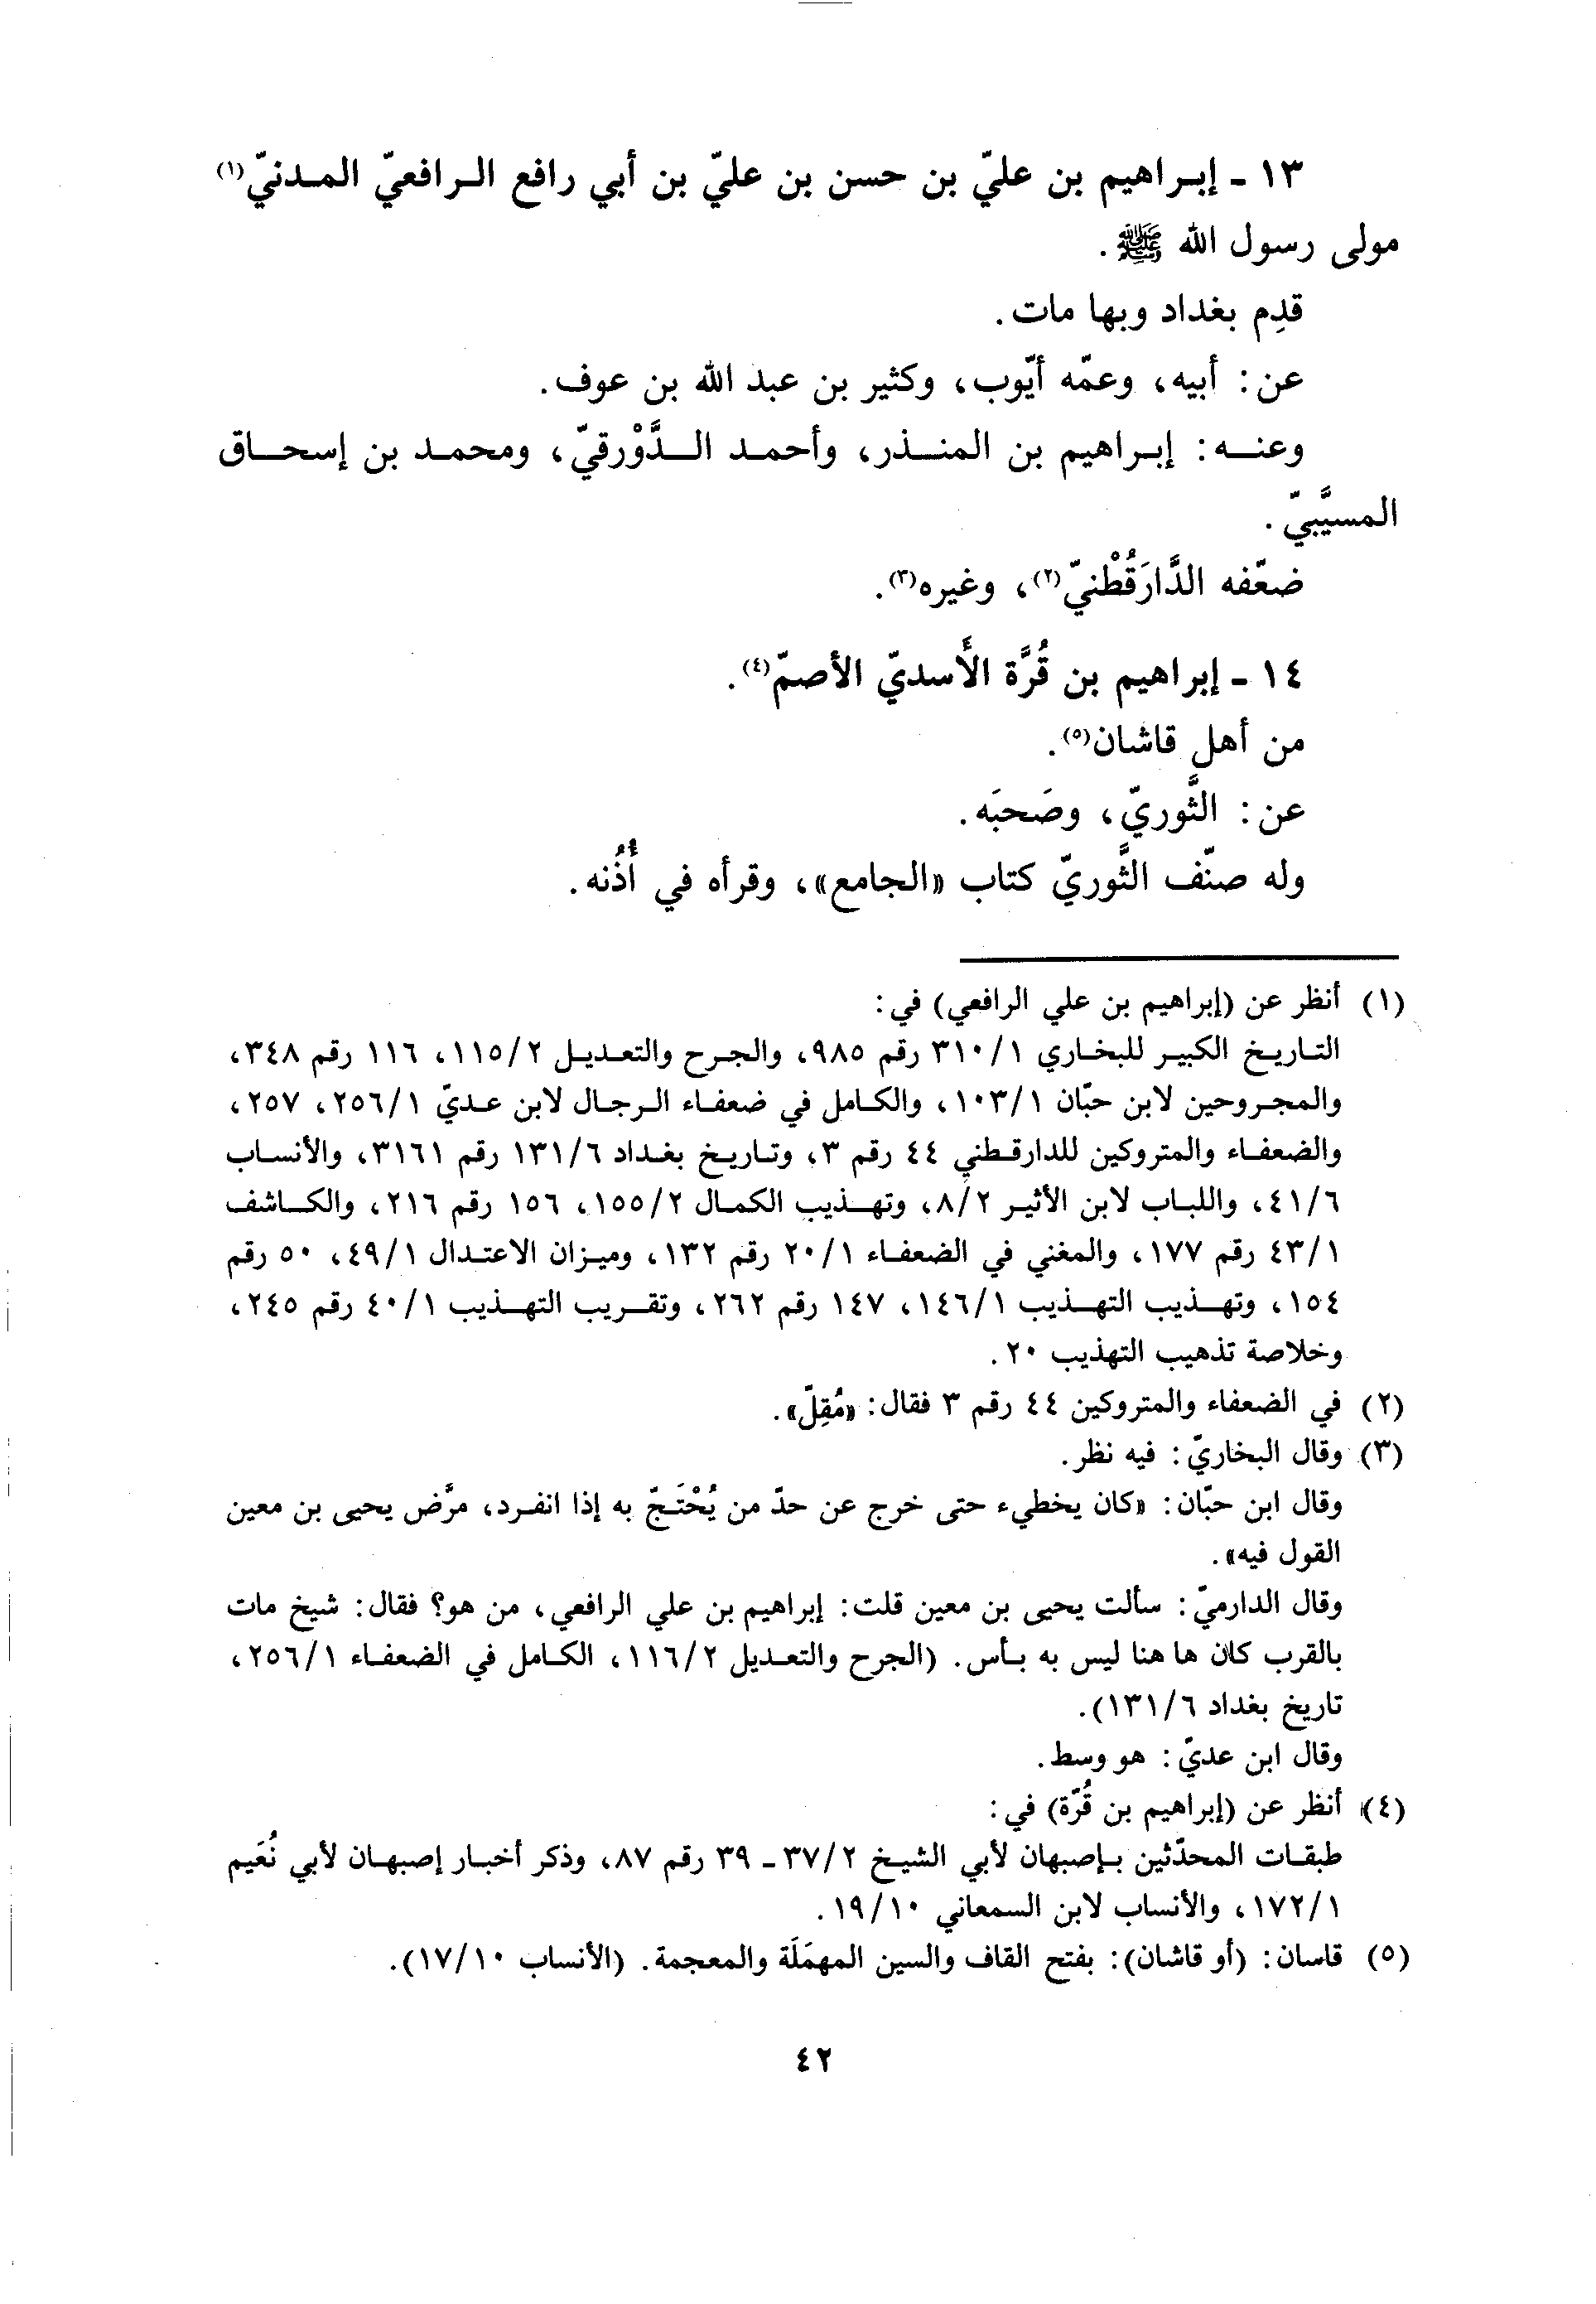 ١٣ - إبراهيم بن عليّ بن حسن بن عليّ بن أبي رافع الرافعيّ المدنيّ(١)
مولى رسول الله ﷺ.
قدِم بغداد وبها مات.
عن: أبيه، وعمّه أيّوب، وكثير بن عبد الله بن عوف.
وعنه: إبراهيم بن المنذر، وأحمد الدَّوْرقيّ، ومحمد بن إسحاق
المسيَّبيّ.
ضعّفه الدَّارَقُطْنيّ(٢)، وغيره(٣).
١٤ - إبراهيم بن قُرَّة الأَسديّ الأصمّ(٤).
من أهل قاشان(٥).
عن: الثَّوريّ، وصَحبَه.
وله صنّف الثَّوريّ كتاب «الجامع»، وقرأه في أُذُنه.
(١) أنظر عن (إبراهيم بن علي الرافعي) في:
التاريخ الكبير للبخاري ٣١٠/١ رقم ٩٨٥، والجرح والتعديل ١١٥/٢، ١١٦ رقم ٣٤٨،
والمجروحين لابن حبّان ١٠٣/١، والكامل في ضعفاء الرجال لابن عديّ ٢٥٦/١، ٢٥٧،
والضعفاء والمتروكين للدارقطني ٤٤ رقم ٣، وتاريخ بغداد ١٣١/٦ رقم ٣١٦١، والأنساب
٤١/٦، واللباب لابن الأثير ٨/٢، وتهذيب الكمال ١٥٥/٢، ١٥٦ رقم ٢١٦، والكاشف
٤٣/١ رقم ١٧٧، والمغني في الضعفاء ٢٠/١ رقم ١٣٢، وميزان الاعتدال ٤٩/١، ٥٠ رقم
١٥٤، وتهذيب التهذيب ١٤٦/١، ١٤٧ رقم ٢٦٢، وتقريب التهذيب ٤٠/١ رقم ٢٤٥،
وخلاصة تذهيب التهذيب ٢٠.
(٢) في الضعفاء والمتروكين ٤٤ رقم ٣ فقال: «مُقِلّ».
(٣) وقال البخاريّ: فيه نظر.
وقال ابن حبّان: «كان يخطيء حتى خرج عن حدّ من يُحْتَجّ به إذا انفرد، مرَّض يحيى بن معين
القول فيه».
وقال الدارميّ: سألت يحيى بن معين قلت: إبراهيم بن علي الرافعي، من هو؟ فقال: شيخ مات
بالقرب كان ها هنا ليس به بأس. (الجرح والتعديل ١١٦/٢، الكامل في الضعفاء ٢٥٦/١،
تاريخ بغداد ١٣١/٦).
وقال ابن عديّ: هو وسط.
(٤) أنظر عن (إبراهيم بن قُرّة) في:
طبقات المحدّثين بإصبهان لأبي الشيخ ٣٧/٢ - ٣٩ رقم ٨٧، وذكر أخبار إصبهان لأبي نُعَيم
١٧٢/١، والأنساب لابن السمعاني ١٩/١٠.
(٥) قاسان: (أو قاشان): بفتح القاف والسين المهمَلَة والمعجمة. (الأنساب ١٧/١٠).
٤٢